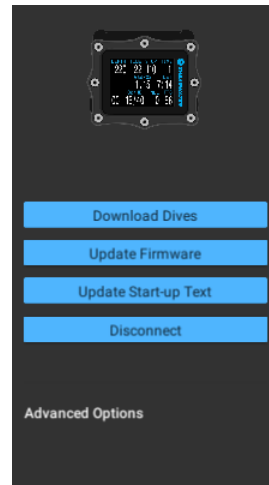 Download Dives
Update Firmware
Update Start-up Text
Disconnect
Advanced Options